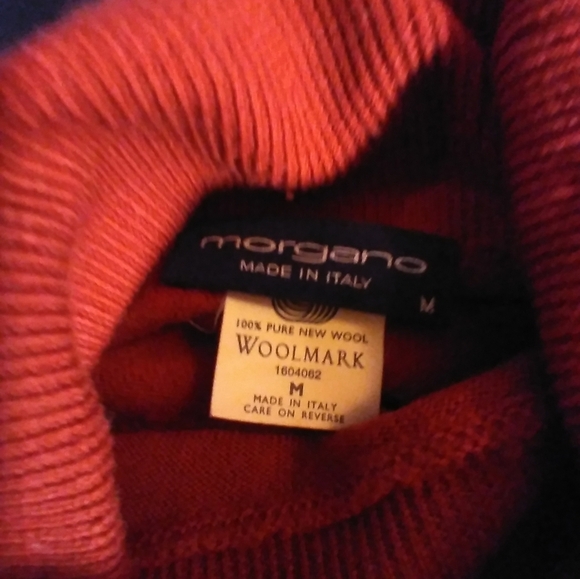 morgano
MADE IN ITALY
M
100% PURE NEW WOOL
WOOLMARK
1604062
M
MADE IN ITALY
CARE ON REVERSE